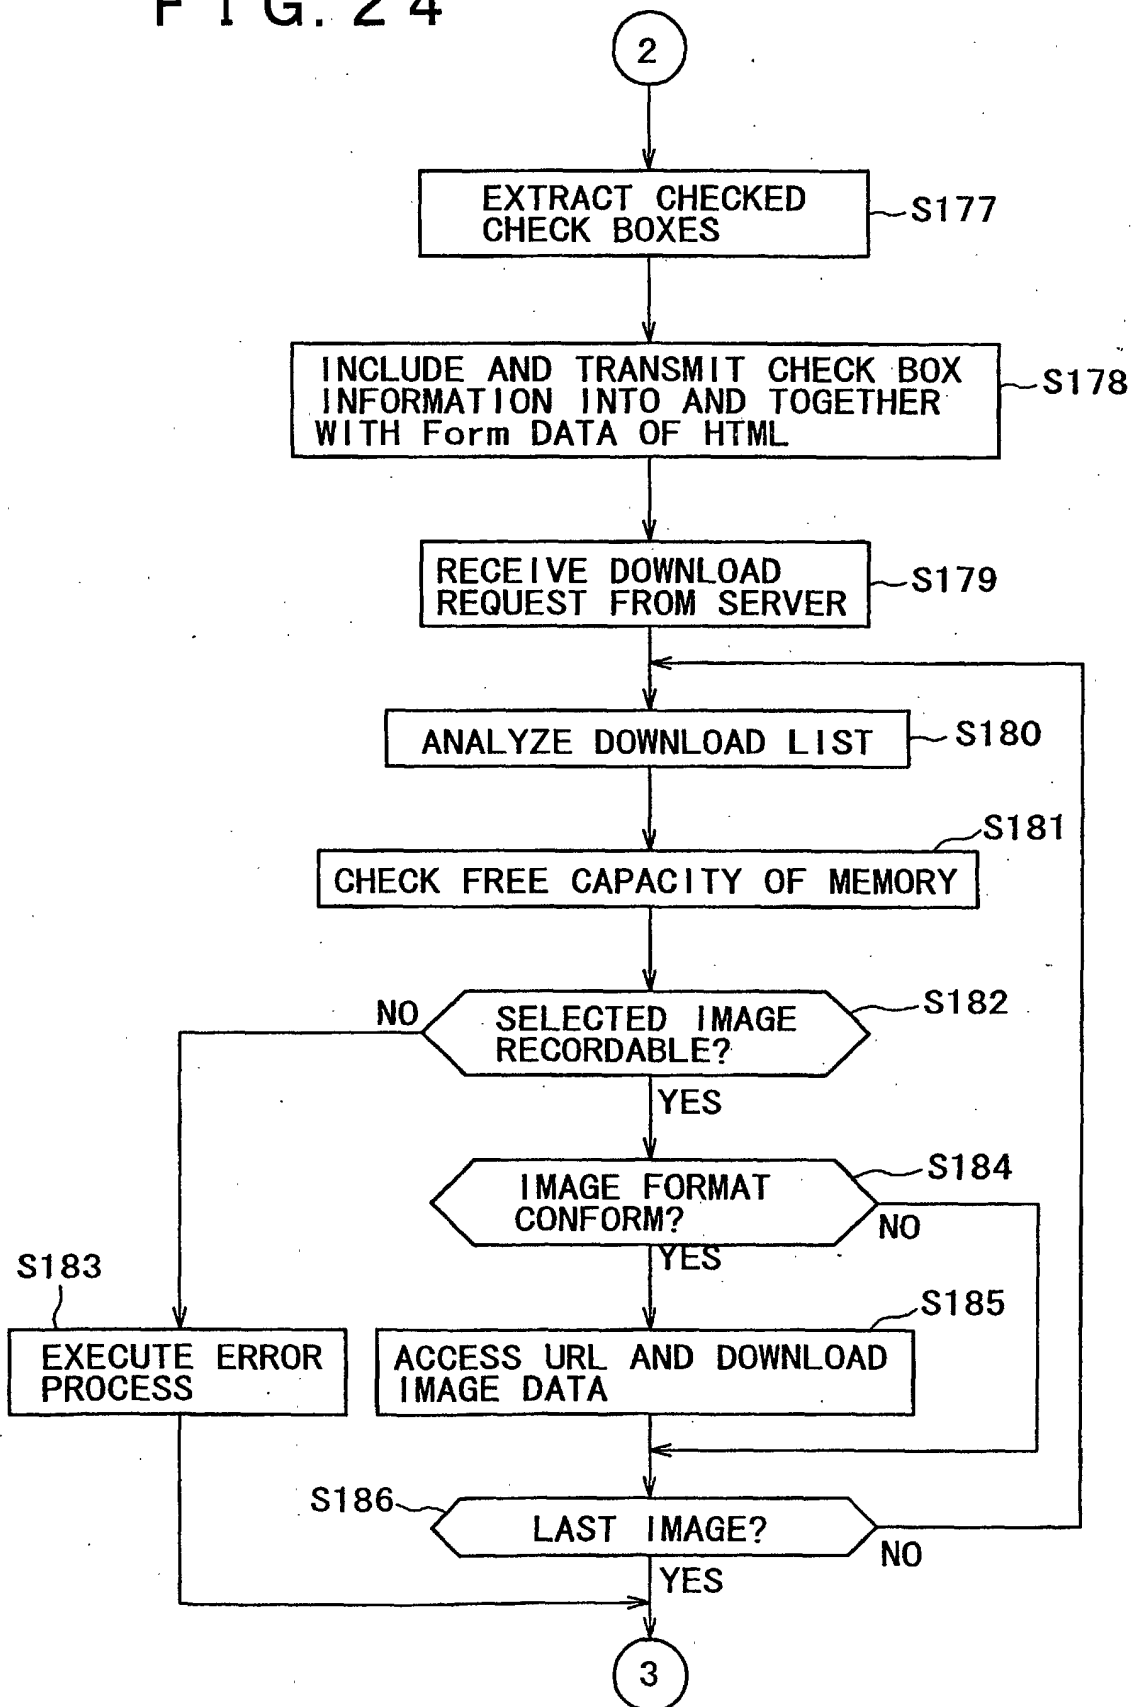 FIG. 24
2
EXTRACT CHECKED
CHECK BOXES
S177
INCLUDE AND TRANSMIT CHECK BOX
INFORMATION INTO AND TOGETHER
WITH Form DATA OF HTML
S178
RECEIVE DOWNLOAD
REQUEST FROM SERVER
S179
ANALYZE DOWNLOAD LIST
S180
S181
CHECK FREE CAPACITY OF MEMORY
NO
SELECTED IMAGE
RECORDABLE?
S182
YES
IMAGE FORMAT
CONFORM?
S184
NO
YES
S183
EXECUTE ERROR
PROCESS
S185
ACCESS URL AND DOWNLOAD
IMAGE DATA
S186
LAST IMAGE?
NO
YES
3